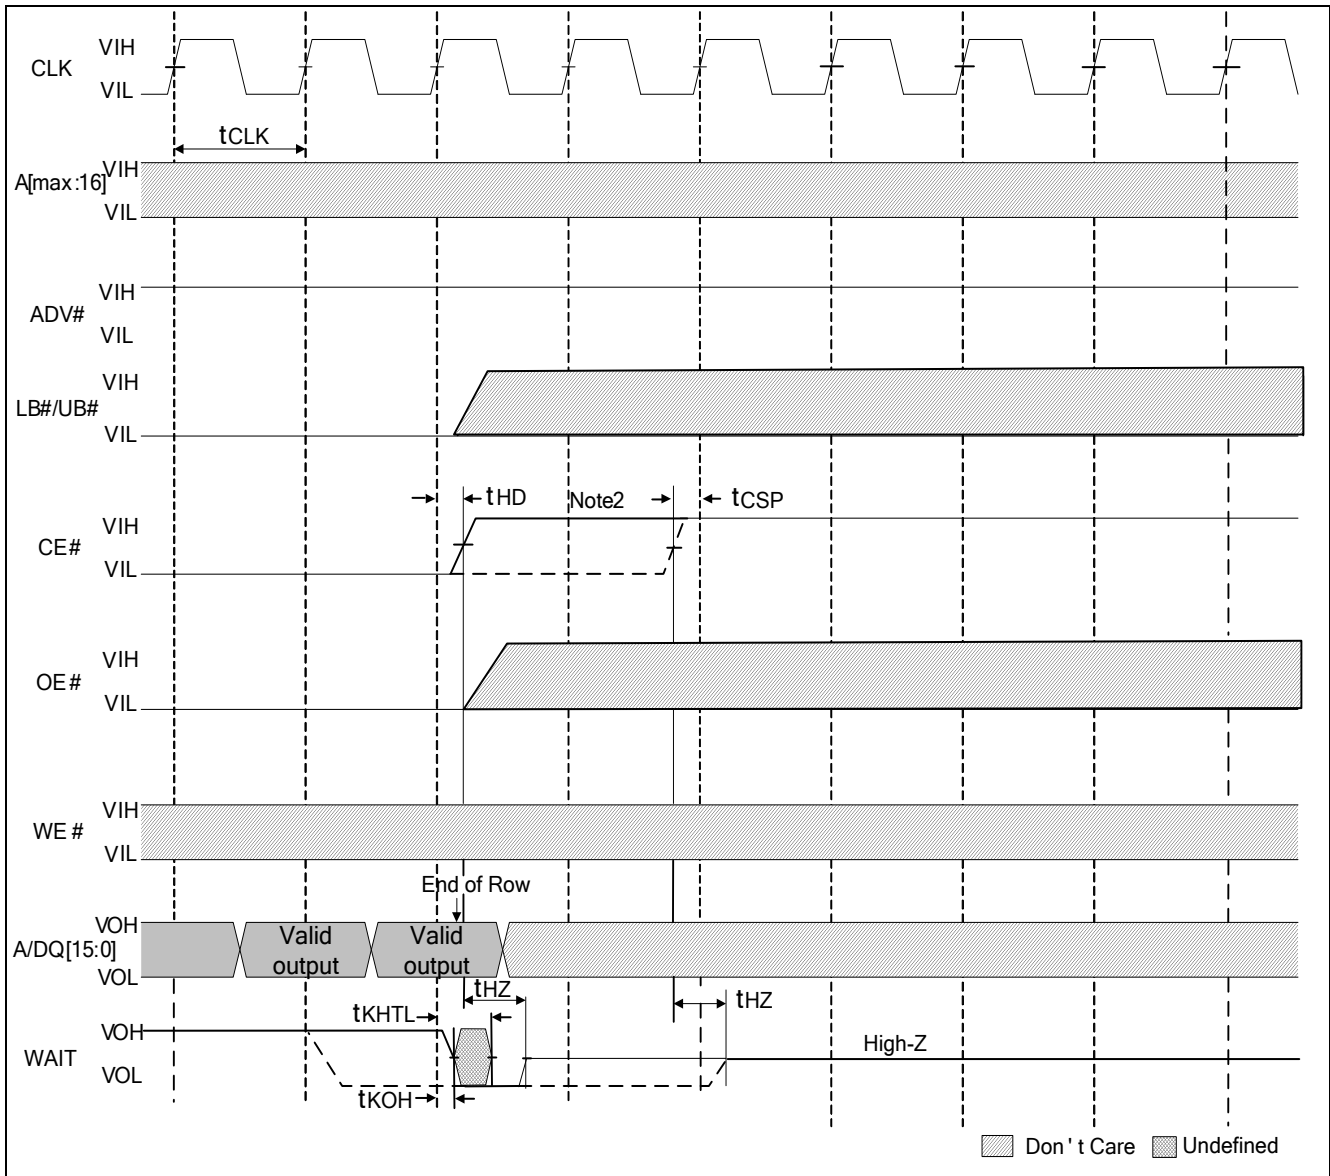 CLK
VIH
VIL
tCLK
A[max:16]
VIH
VIL
ADV#
VIH
VIL
LB#/UB#
VIH
VIL
tHD
Note2
tCSP
CE#
VIH
VIL
OE#
VIH
VIL
WE #
VIH
VIL
End of Row
A/DQ[15:0]
VOH
VOL
Valid
output
Valid
output
tHZ
tHZ
tKHTL
WAIT
VOH
VOL
High-Z
tKOH
Don't Care
Undefined